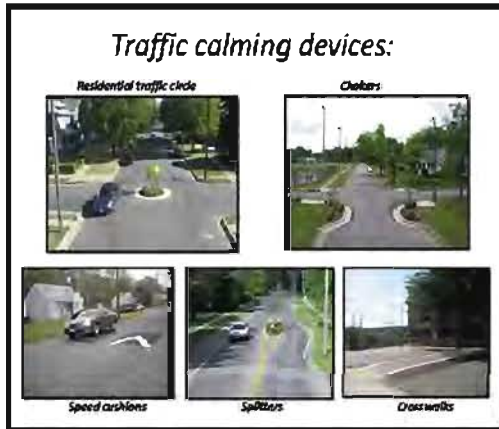 Traffic calming devices:
Residential traffic circle
Chokers
Speed cushions
Splitters
Crosswalks